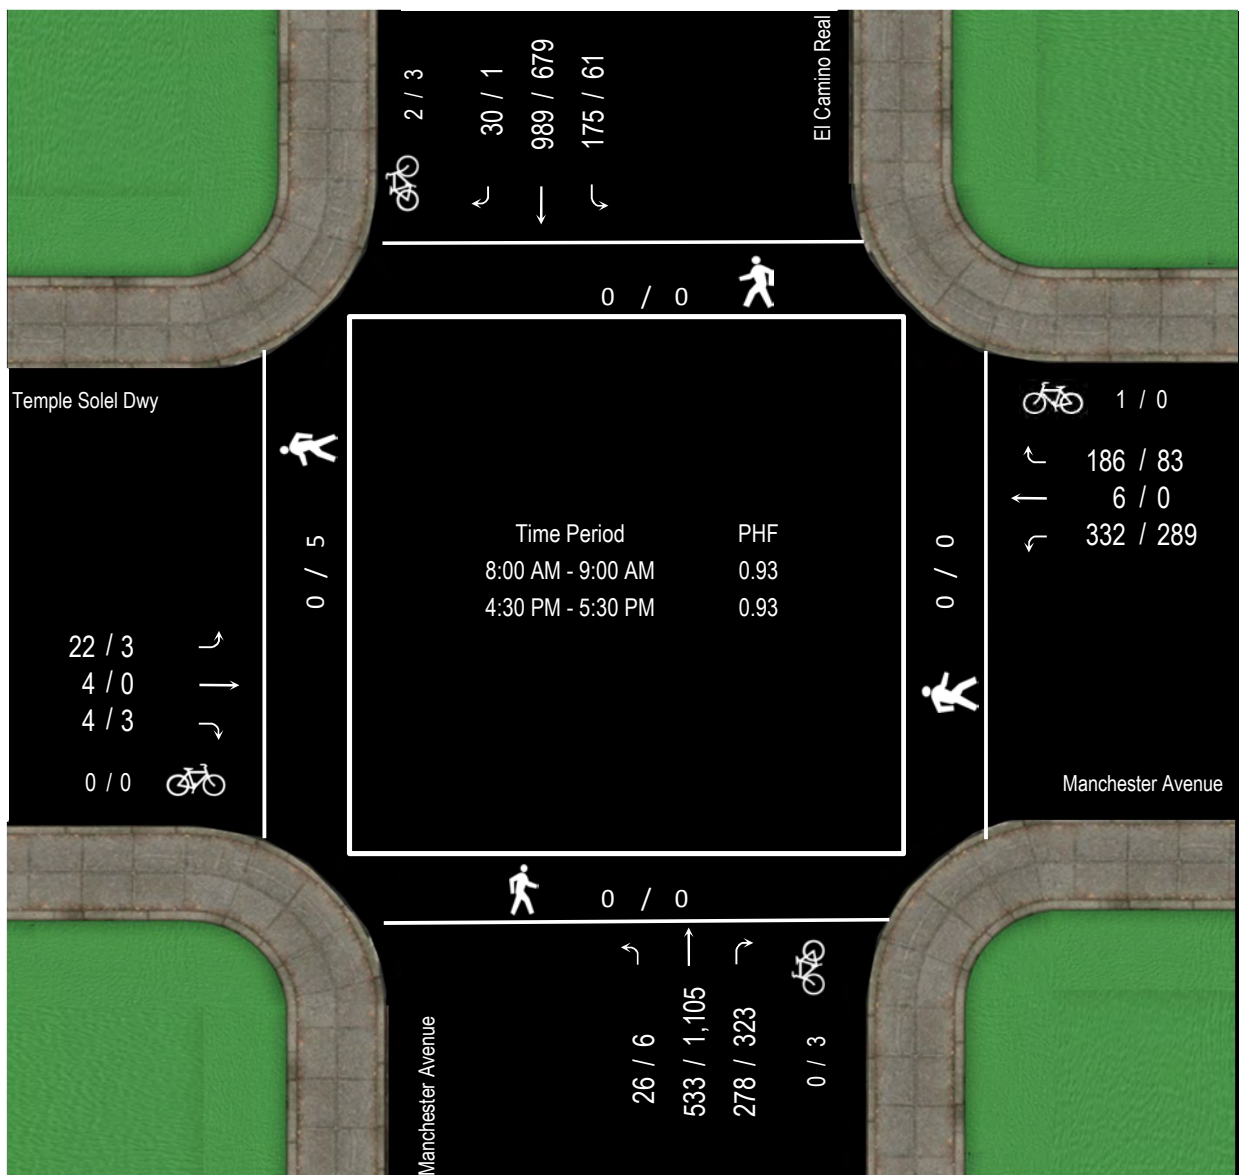 El Camino Real
2 / 3
30 / 1
989 / 679
175 / 61
0 / 0
Temple Solel Dwy
1 / 0
186 / 83
6 / 0
332 / 289
0 / 5
Time Period PHF
8:00 AM - 9:00 AM 0.93
4:30 PM - 5:30 PM 0.93
0 / 0
22 / 3
4 / 0
4 / 3
0 / 0
Manchester Avenue
0 / 0
26 / 6
533 / 1,105
278 / 323
0 / 3
Manchester Avenue